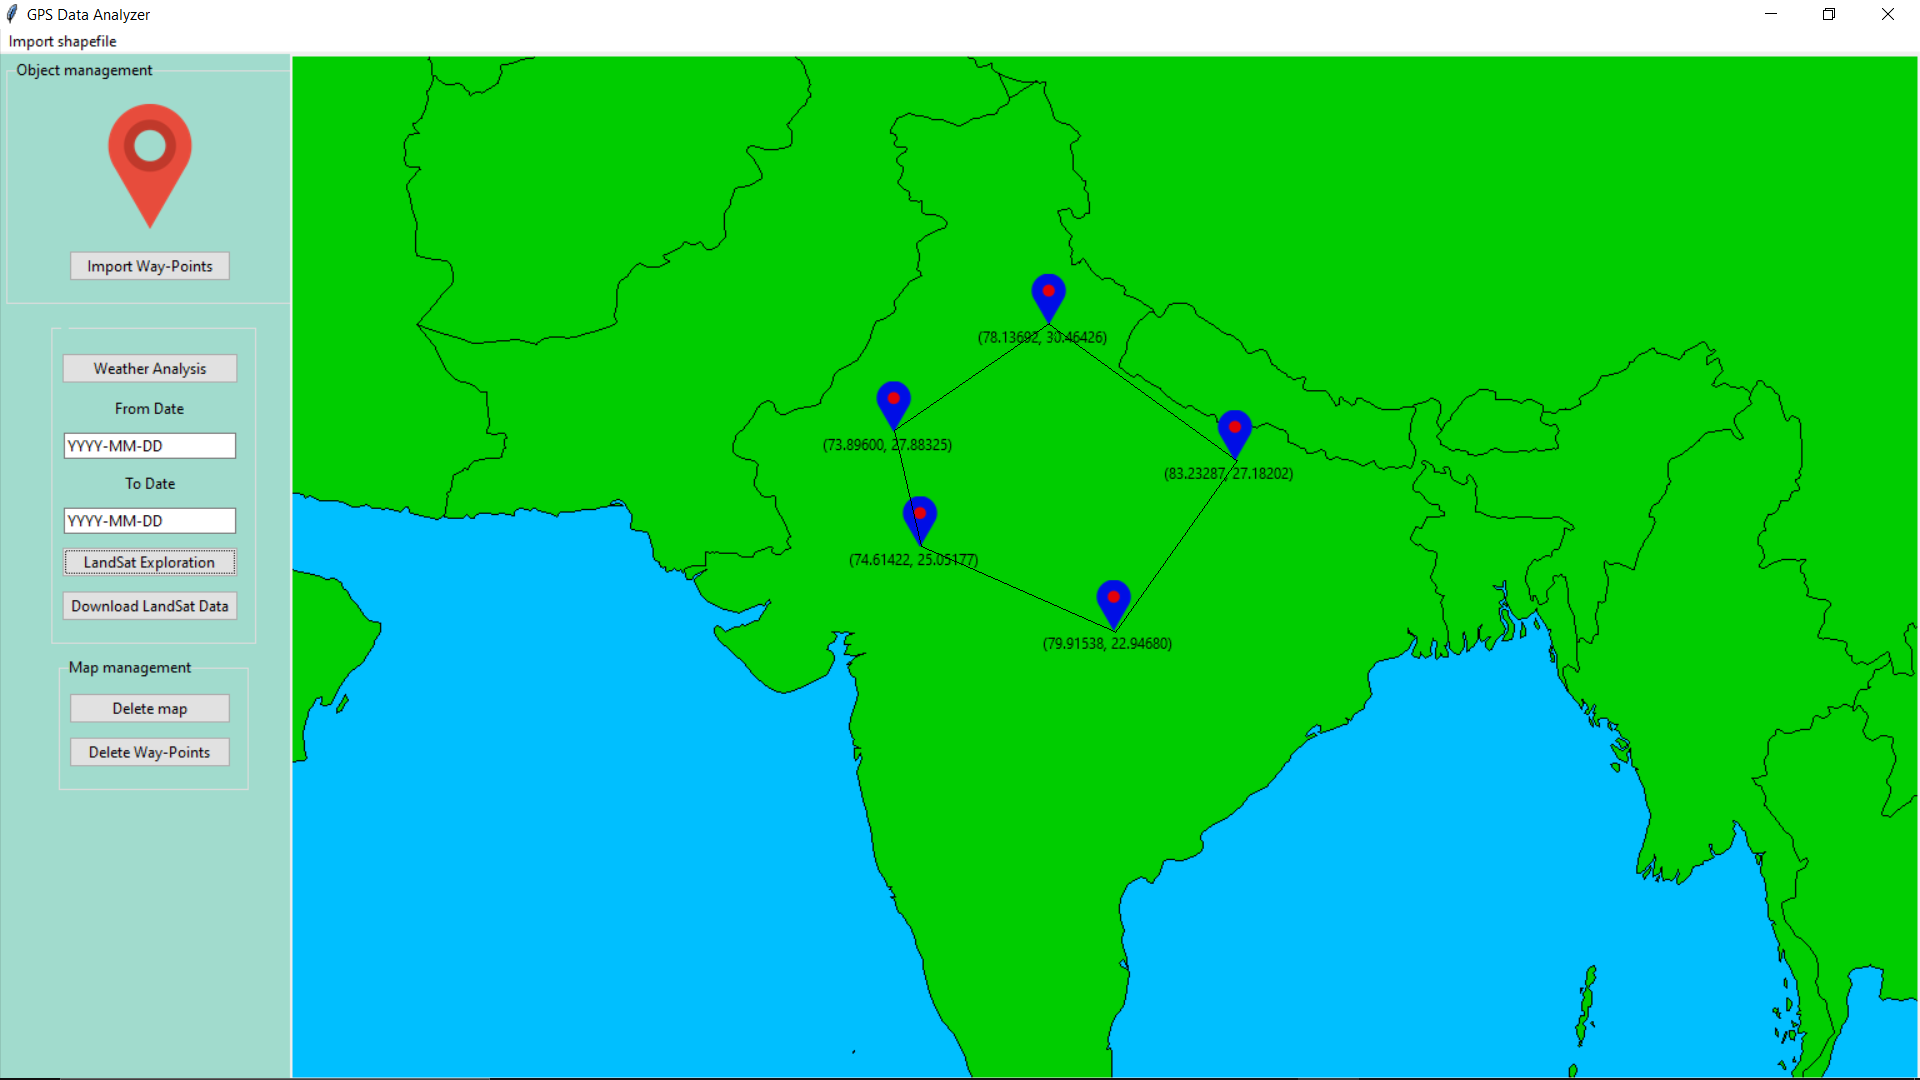 GPS Data Analyzer
Import shapefile
Object management
Import Way-Points
Weather Analysis
From Date
YYYY-MM-DD
To Date
YYYY-MM-DD
LandSat Exploration
Download LandSat Data
Map management
Delete map
Delete Way-Points
(78.13692, 30.46426)
(73.89600, 27.88325)
(83.23287, 27.18202)
(74.61422, 25.05177)
(79.91538, 22.94680)